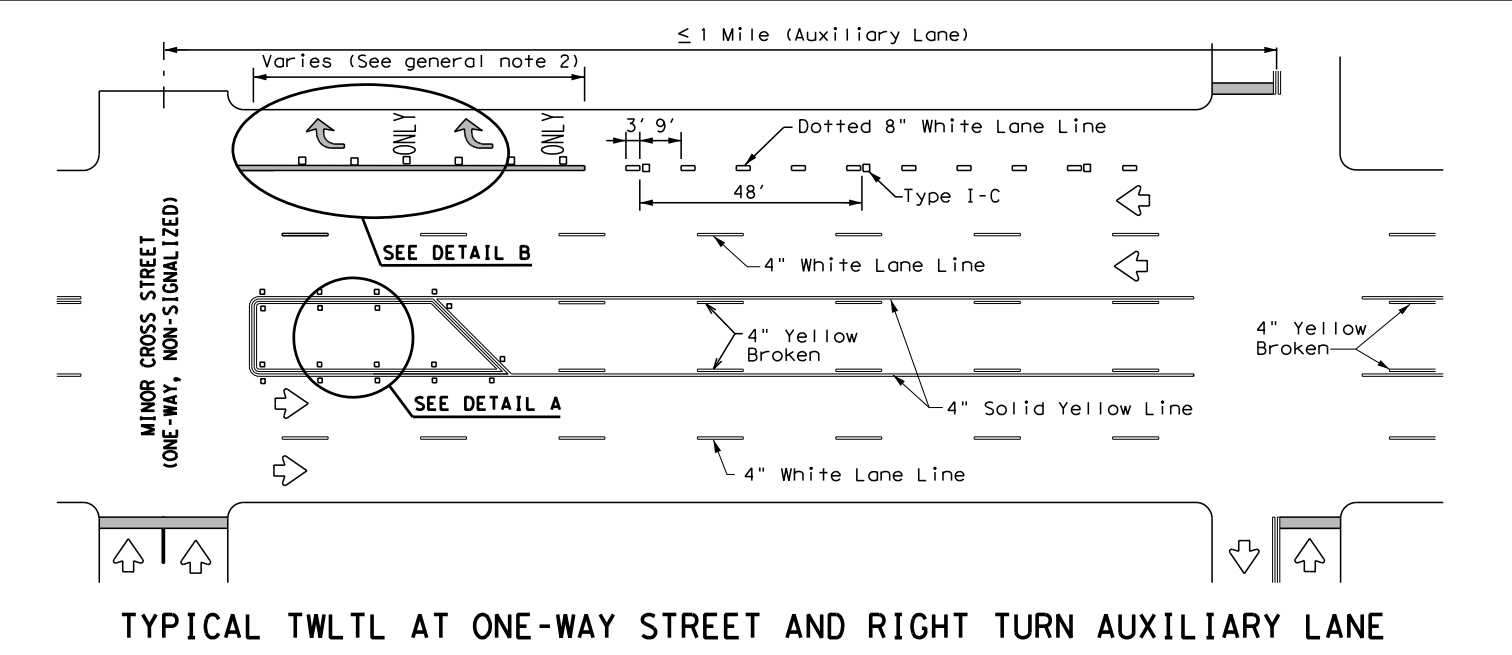 ≤ 1 Mile (Auxiliary Lane)
Varies (See general note 2)
ONLY
ONLY
3' 9'
Dotted 8" White Lane Line
48'
Type I-C
SEE DETAIL B
4" White Lane Line
MINOR CROSS STREET
(ONE-WAY, NON-SIGNALIZED)
4" Yellow
Broken
4" Yellow
Broken
SEE DETAIL A
4" Solid Yellow Line
4" White Lane Line
TYPICAL TWLTL AT ONE-WAY STREET AND RIGHT TURN AUXILIARY LANE